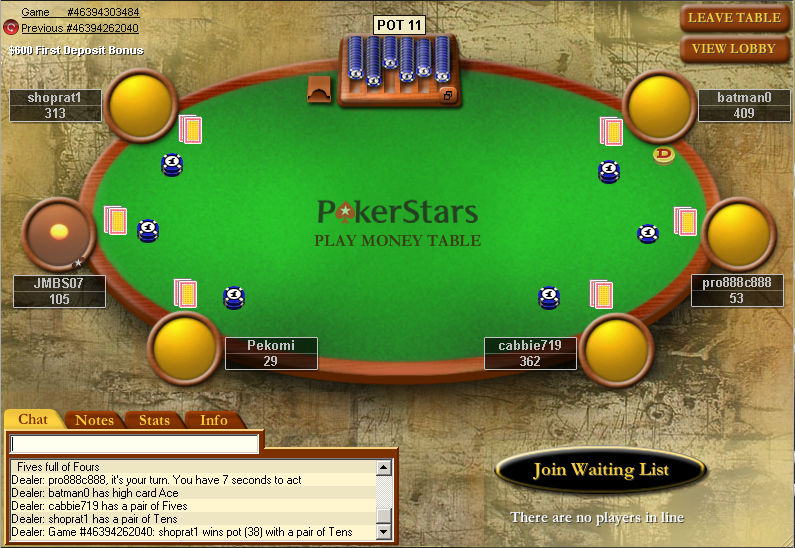 Game #46394303484
Previous #46394262040
$600 First Deposit Bonus
POT 11
LEAVE TABLE
VIEW LOBBY
shoprat1
313
batman0
409
D
PokerStars
PLAY MONEY TABLE
JMBS07
105
pro888c888
53
Pekomi
29
cabbie719
362
Chat Notes Stats Info
Fives full of Fours
Dealer: pro888c888, it's your turn. You have 7 seconds to act
Dealer: batman0 has high card Ace
Dealer: cabbie719 has a pair of Fives
Dealer: shoprat1 has a pair of Tens
Dealer: Game #46394262040: shoprat1 wins pot (38) with a pair of Tens
Join Waiting List
There are no players in line